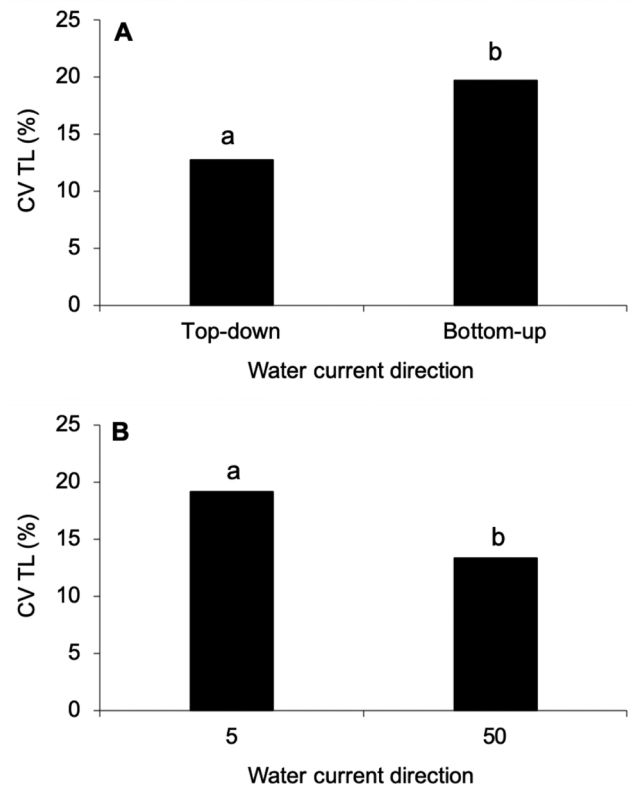 A
25
20
15
10
5
0
CV TL (%)
a
b
Top-down
Bottom-up
Water current direction
B
25
20
15
10
5
0
CV TL (%)
a
b
5
50
Water current direction